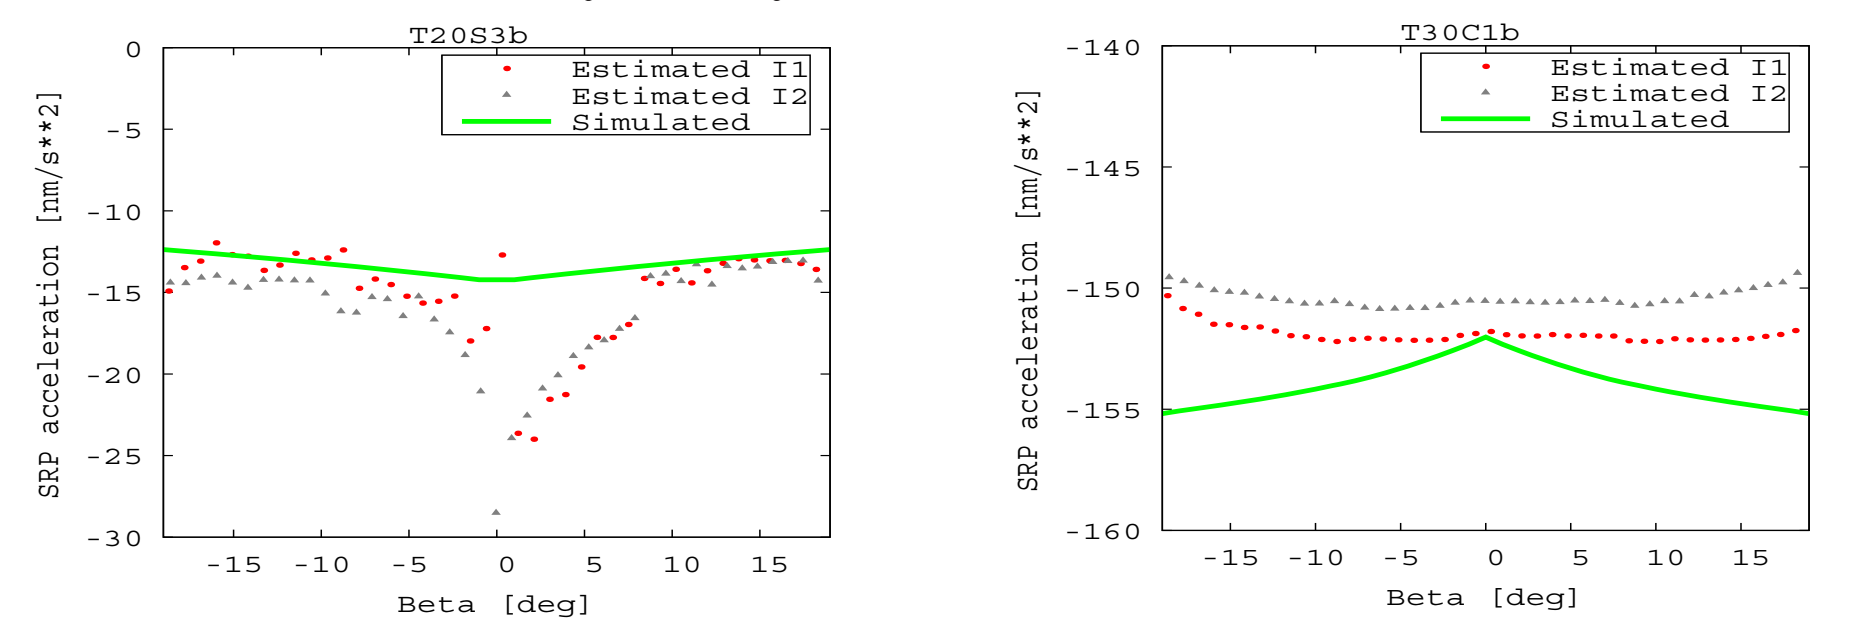 T20S3b
Estimated I1
Estimated I2
Simulated
0
-5
-10
-15
-20
-25
-30
SRP acceleration [nm/s**2]
-15 -10 -5 0 5 10 15
Beta [deg]
T30C1b
Estimated I1
Estimated I2
Simulated
-140
-145
-150
-155
-160
SRP acceleration [nm/s**2]
-15 -10 -5 0 5 10 15
Beta [deg]